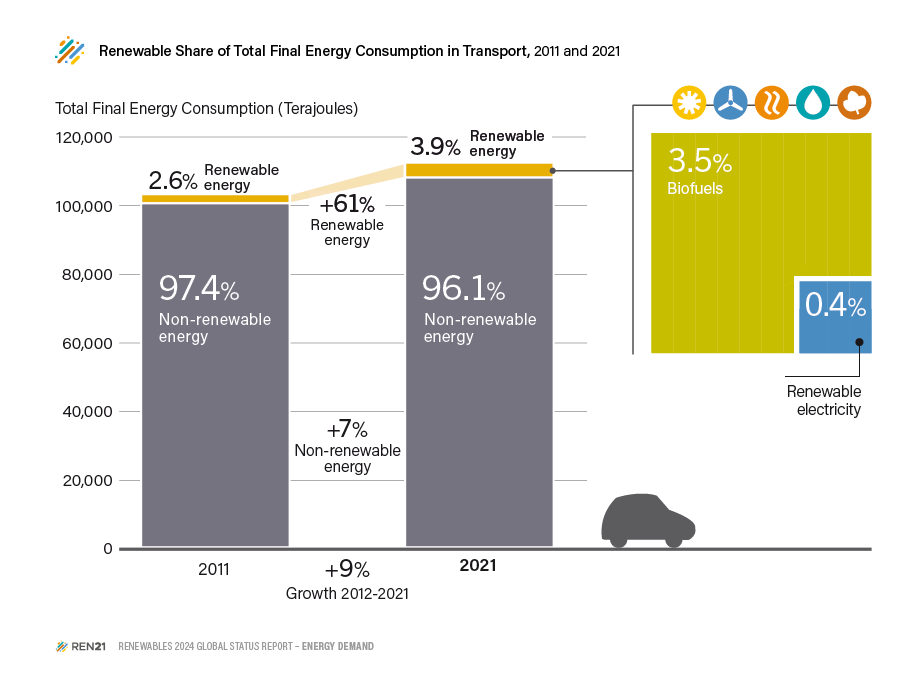 Renewable Share of Total Final Energy Consumption in Transport, 2011 and 2021
Total Final Energy Consumption (Terajoules)
120,000
100,000
80,000
60,000
40,000
20,000
0
2.6% Renewable
energy
3.9% Renewable
energy
+61%
Renewable
energy
97.4%
Non-renewable
energy
96.1%
Non-renewable
energy
+7%
Non-renewable
energy
2011
+9%
Growth 2012-2021
2021
3.5%
Biofuels
0.4%
Renewable
electricity
REN21 RENEWABLES 2024 GLOBAL STATUS REPORT – ENERGY DEMAND